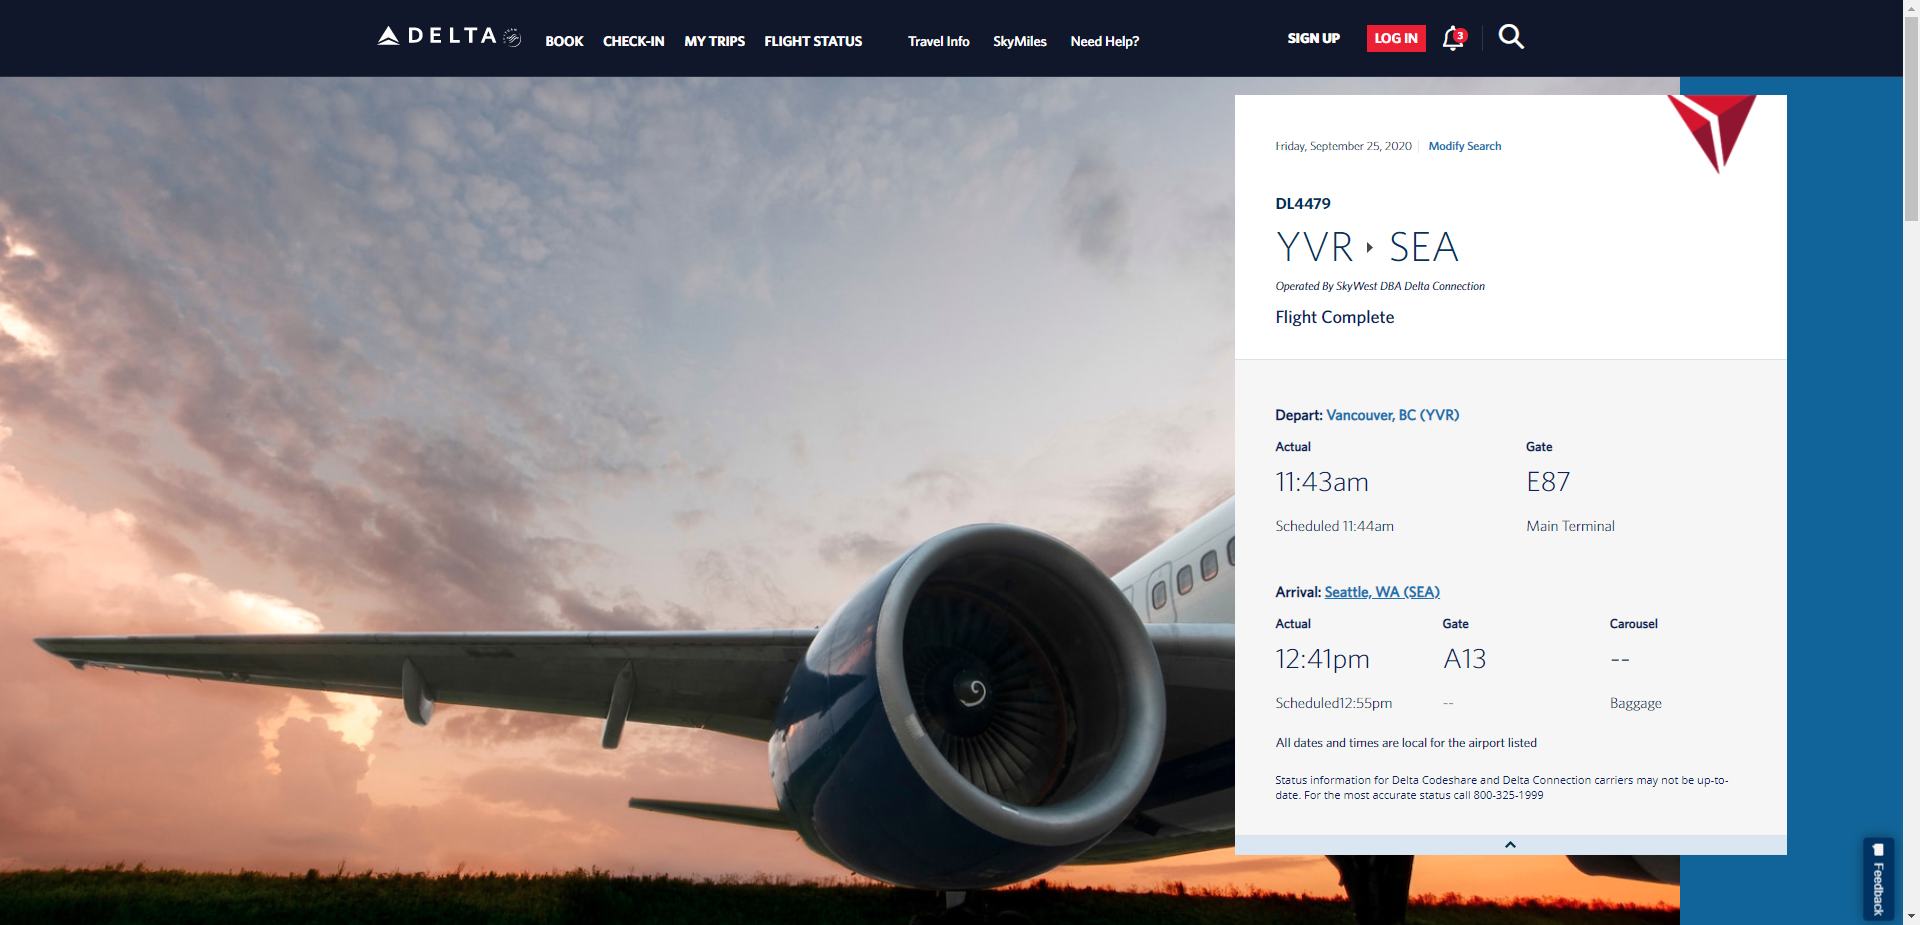 DELTA
BOOK CHECK-IN MY TRIPS FLIGHT STATUS Travel Info SkyMiles Need Help? SIGN UP LOG IN 3
Friday, September 25, 2020 Modify Search
DL4479
YVR SEA
Operated By SkyWest DBA Delta Connection
Flight Complete
Depart: Vancouver, BC (YVR)
Actual Gate
11:43am E87
Scheduled 11:44am Main Terminal
Arrival: Seattle, WA (SEA)
Actual Gate Carousel
12:41pm A13 --
Scheduled12:55pm -- Baggage
All dates and times are local for the airport listed
Status information for Delta Codeshare and Delta Connection carriers may not be up-to-
date. For the most accurate status call 800-325-1999
Feedback